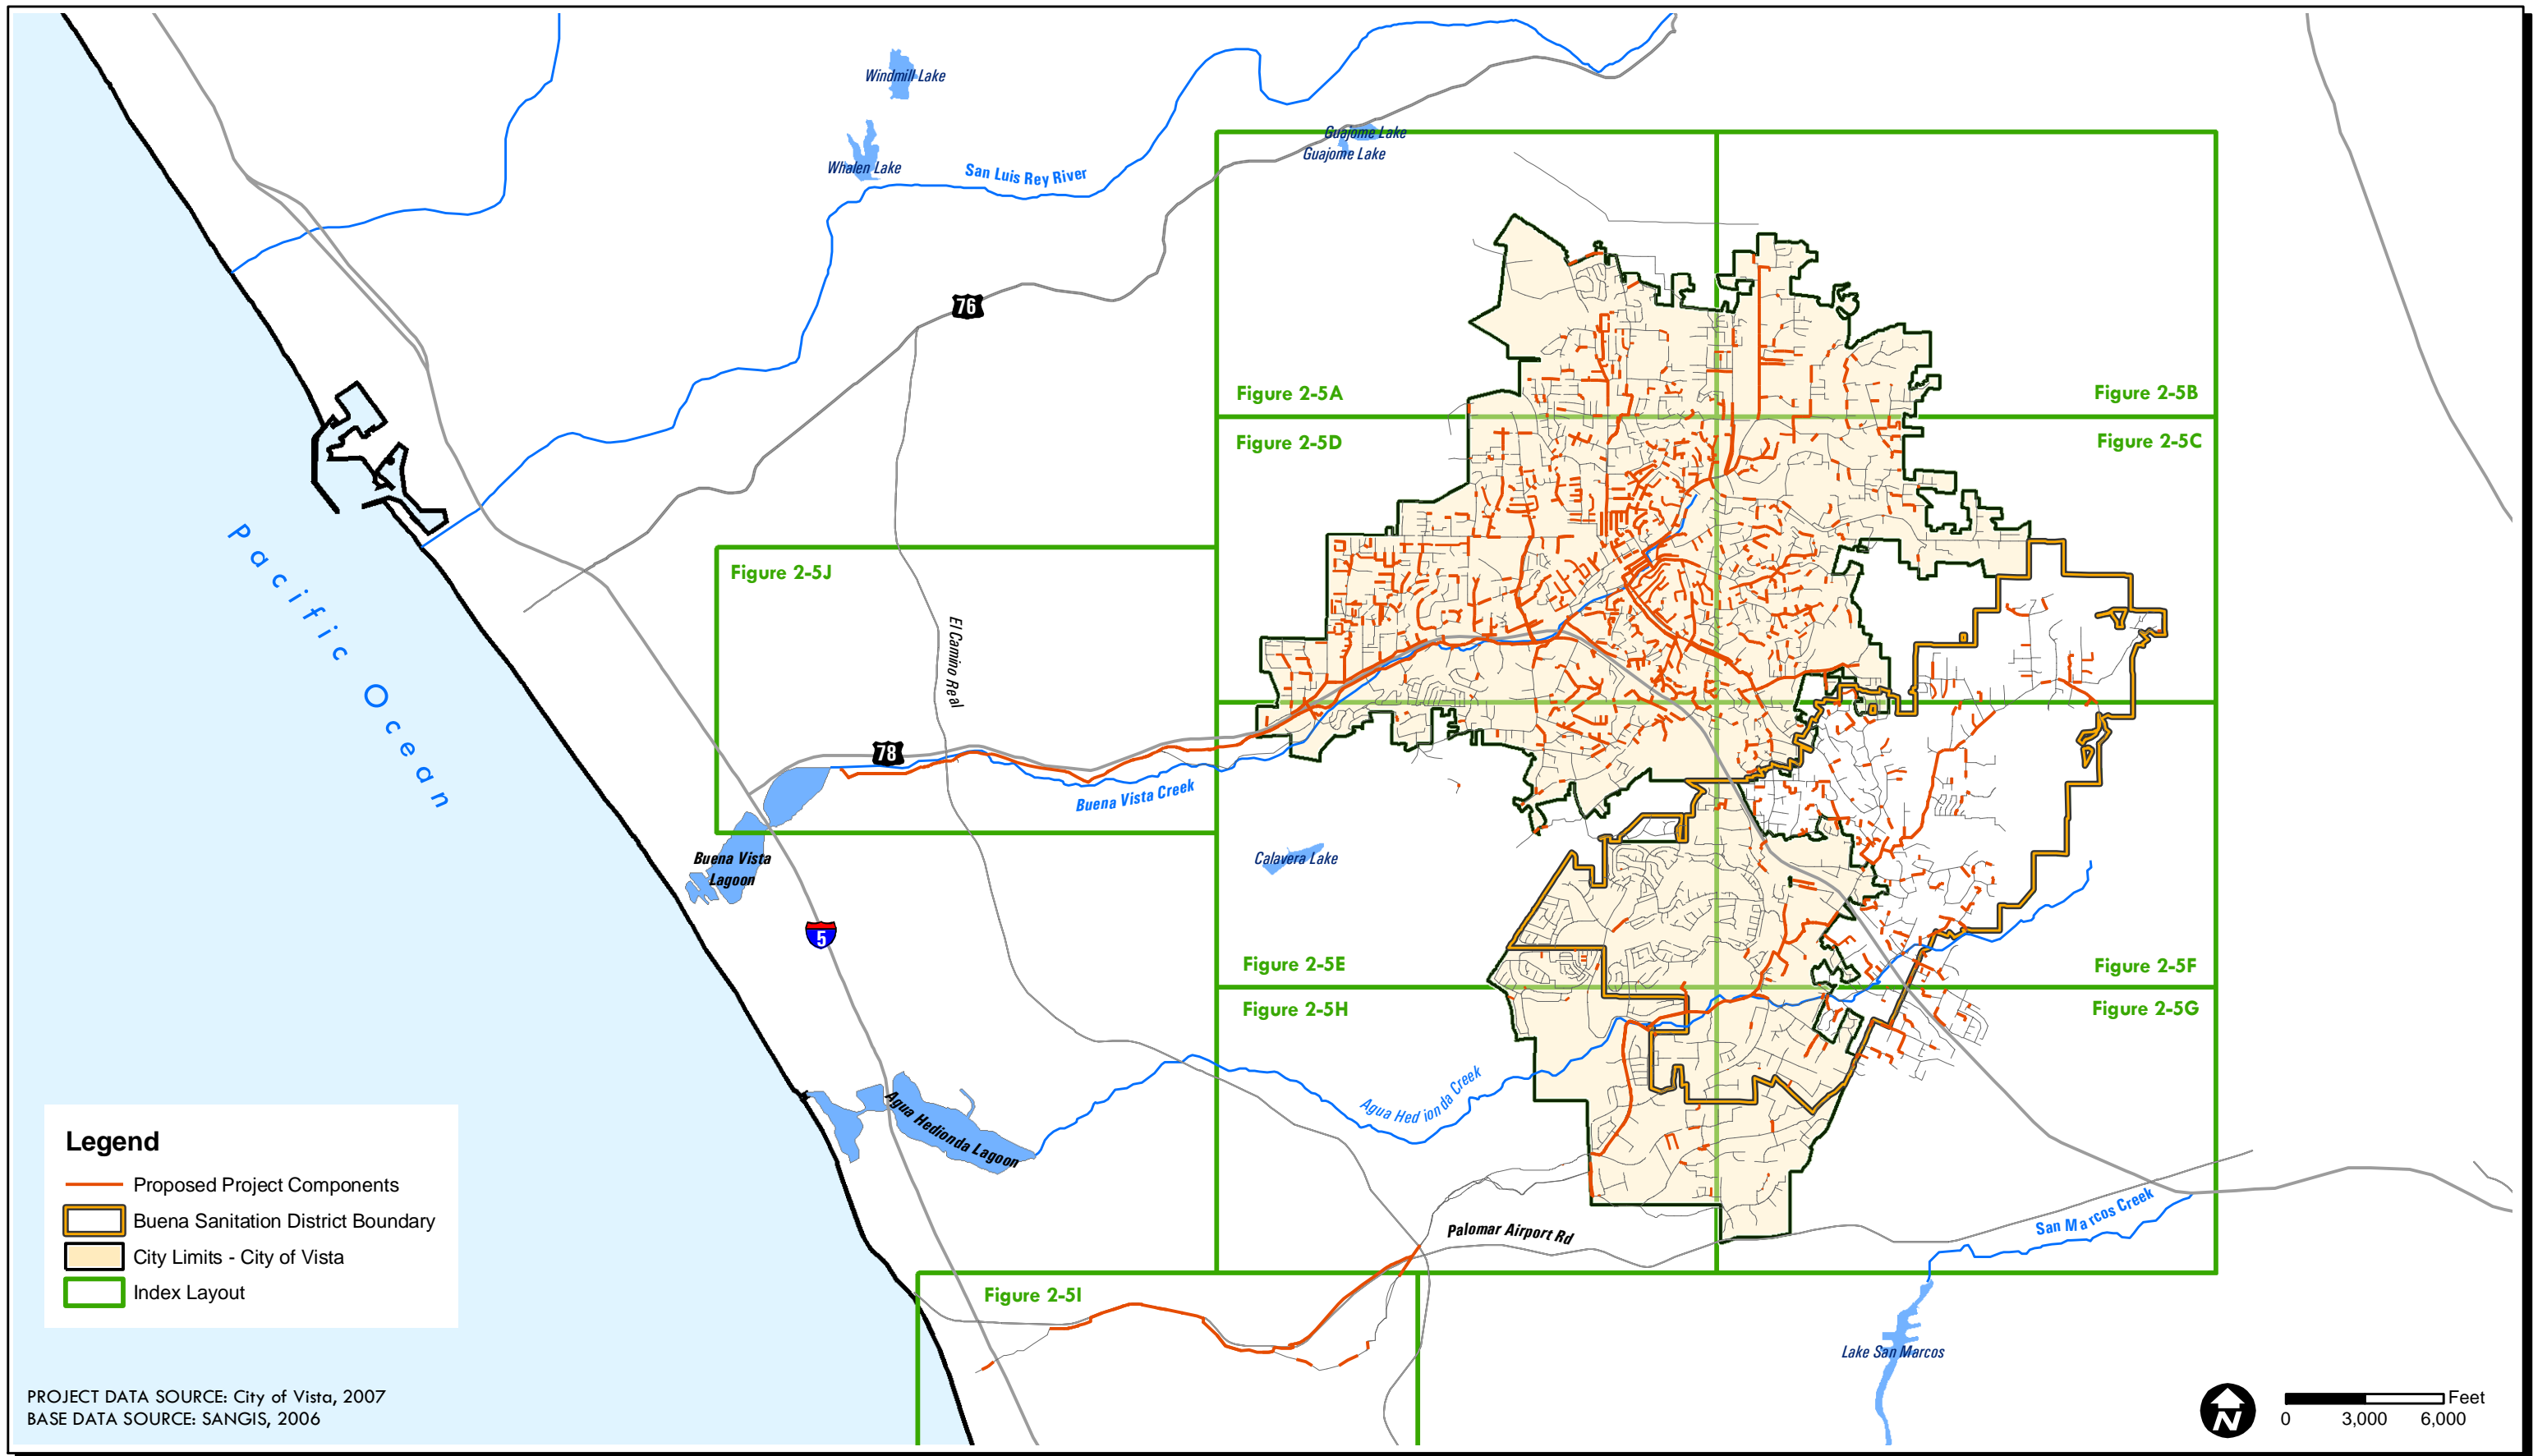 Windmill Lake
Guajome Lake
Guajome Lake
Whalen Lake
San Luis Rey River
76
Figure 2-5A
Figure 2-5B
Figure 2-5D
Figure 2-5C
Pacific Ocean
Figure 2-5J
El Camino Real
78
Buena Vista Creek
Buena Vista
Lagoon
Calavera Lake
5
Figure 2-5E
Figure 2-5F
Figure 2-5H
Figure 2-5G
Agua Hedionda Creek
Agua Hedionda Lagoon
Palomar Airport Rd
San Marcos Creek
Figure 2-5I
Lake San Marcos
Legend
Proposed Project Components
Buena Sanitation District Boundary
City Limits - City of Vista
Index Layout
PROJECT DATA SOURCE: City of Vista, 2007
BASE DATA SOURCE: SANGIS, 2006
N
Feet
0 3,000 6,000